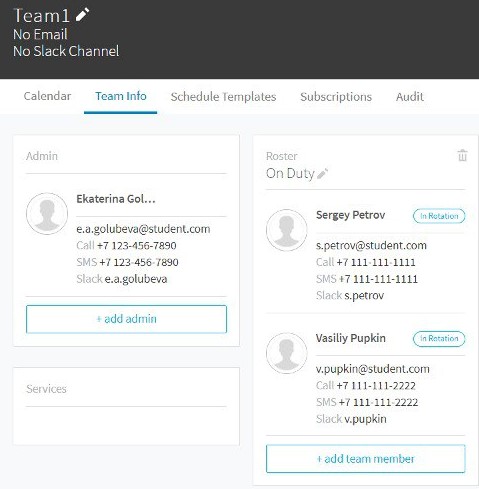 Team1
No Email
No Slack Channel
Calendar Team Info Schedule Templates Subscriptions Audit
Admin
Ekaterina Gol...
e.a.golubeva@student.com
Call +7 123-456-7890
SMS +7 123-456-7890
Slack e.a.golubeva
+ add admin
Services
Roster
On Duty
Sergey Petrov In Rotation
s.petrov@student.com
Call +7 111-111-1111
SMS +7 111-111-1111
Slack s.petrov
Vasiliy Pupkin In Rotation
v.pupkin@student.com
Call +7 111-111-2222
SMS +7 111-111-2222
Slack v.pupkin
+ add team member